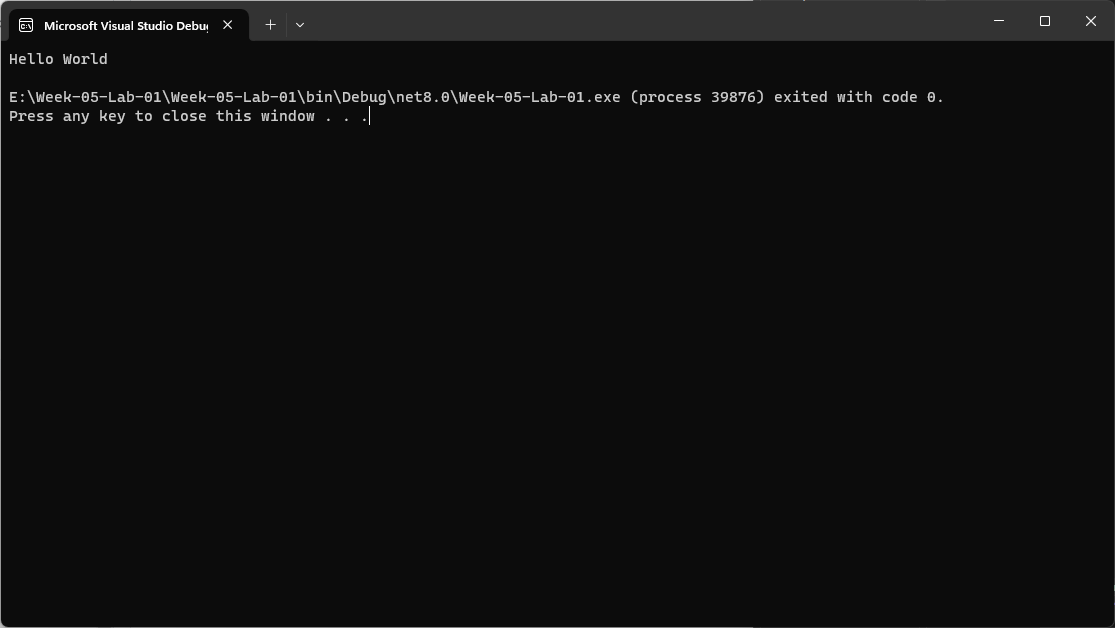 Microsoft Visual Studio Debug
Hello World
E:\Week-05-Lab-01\Week-05-Lab-01\bin\Debug\net8.0\Week-05-Lab-01.exe (process 39876) exited with code 0.
Press any key to close this window . . .